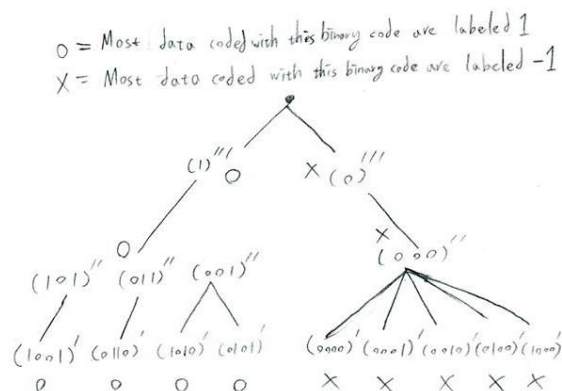 O = Most data coded with this binary code are labeled 1
X = Most data coded with this binary code are labeled -1
(1)''' O X (0)'''
O X
(101)'' (011)'' (001)'' (000)''
(1001)' (0110)' (1010)' (0101)' (0000)' (0001)' (0010)' (0100)' (1000)'
O O O O X X X X X